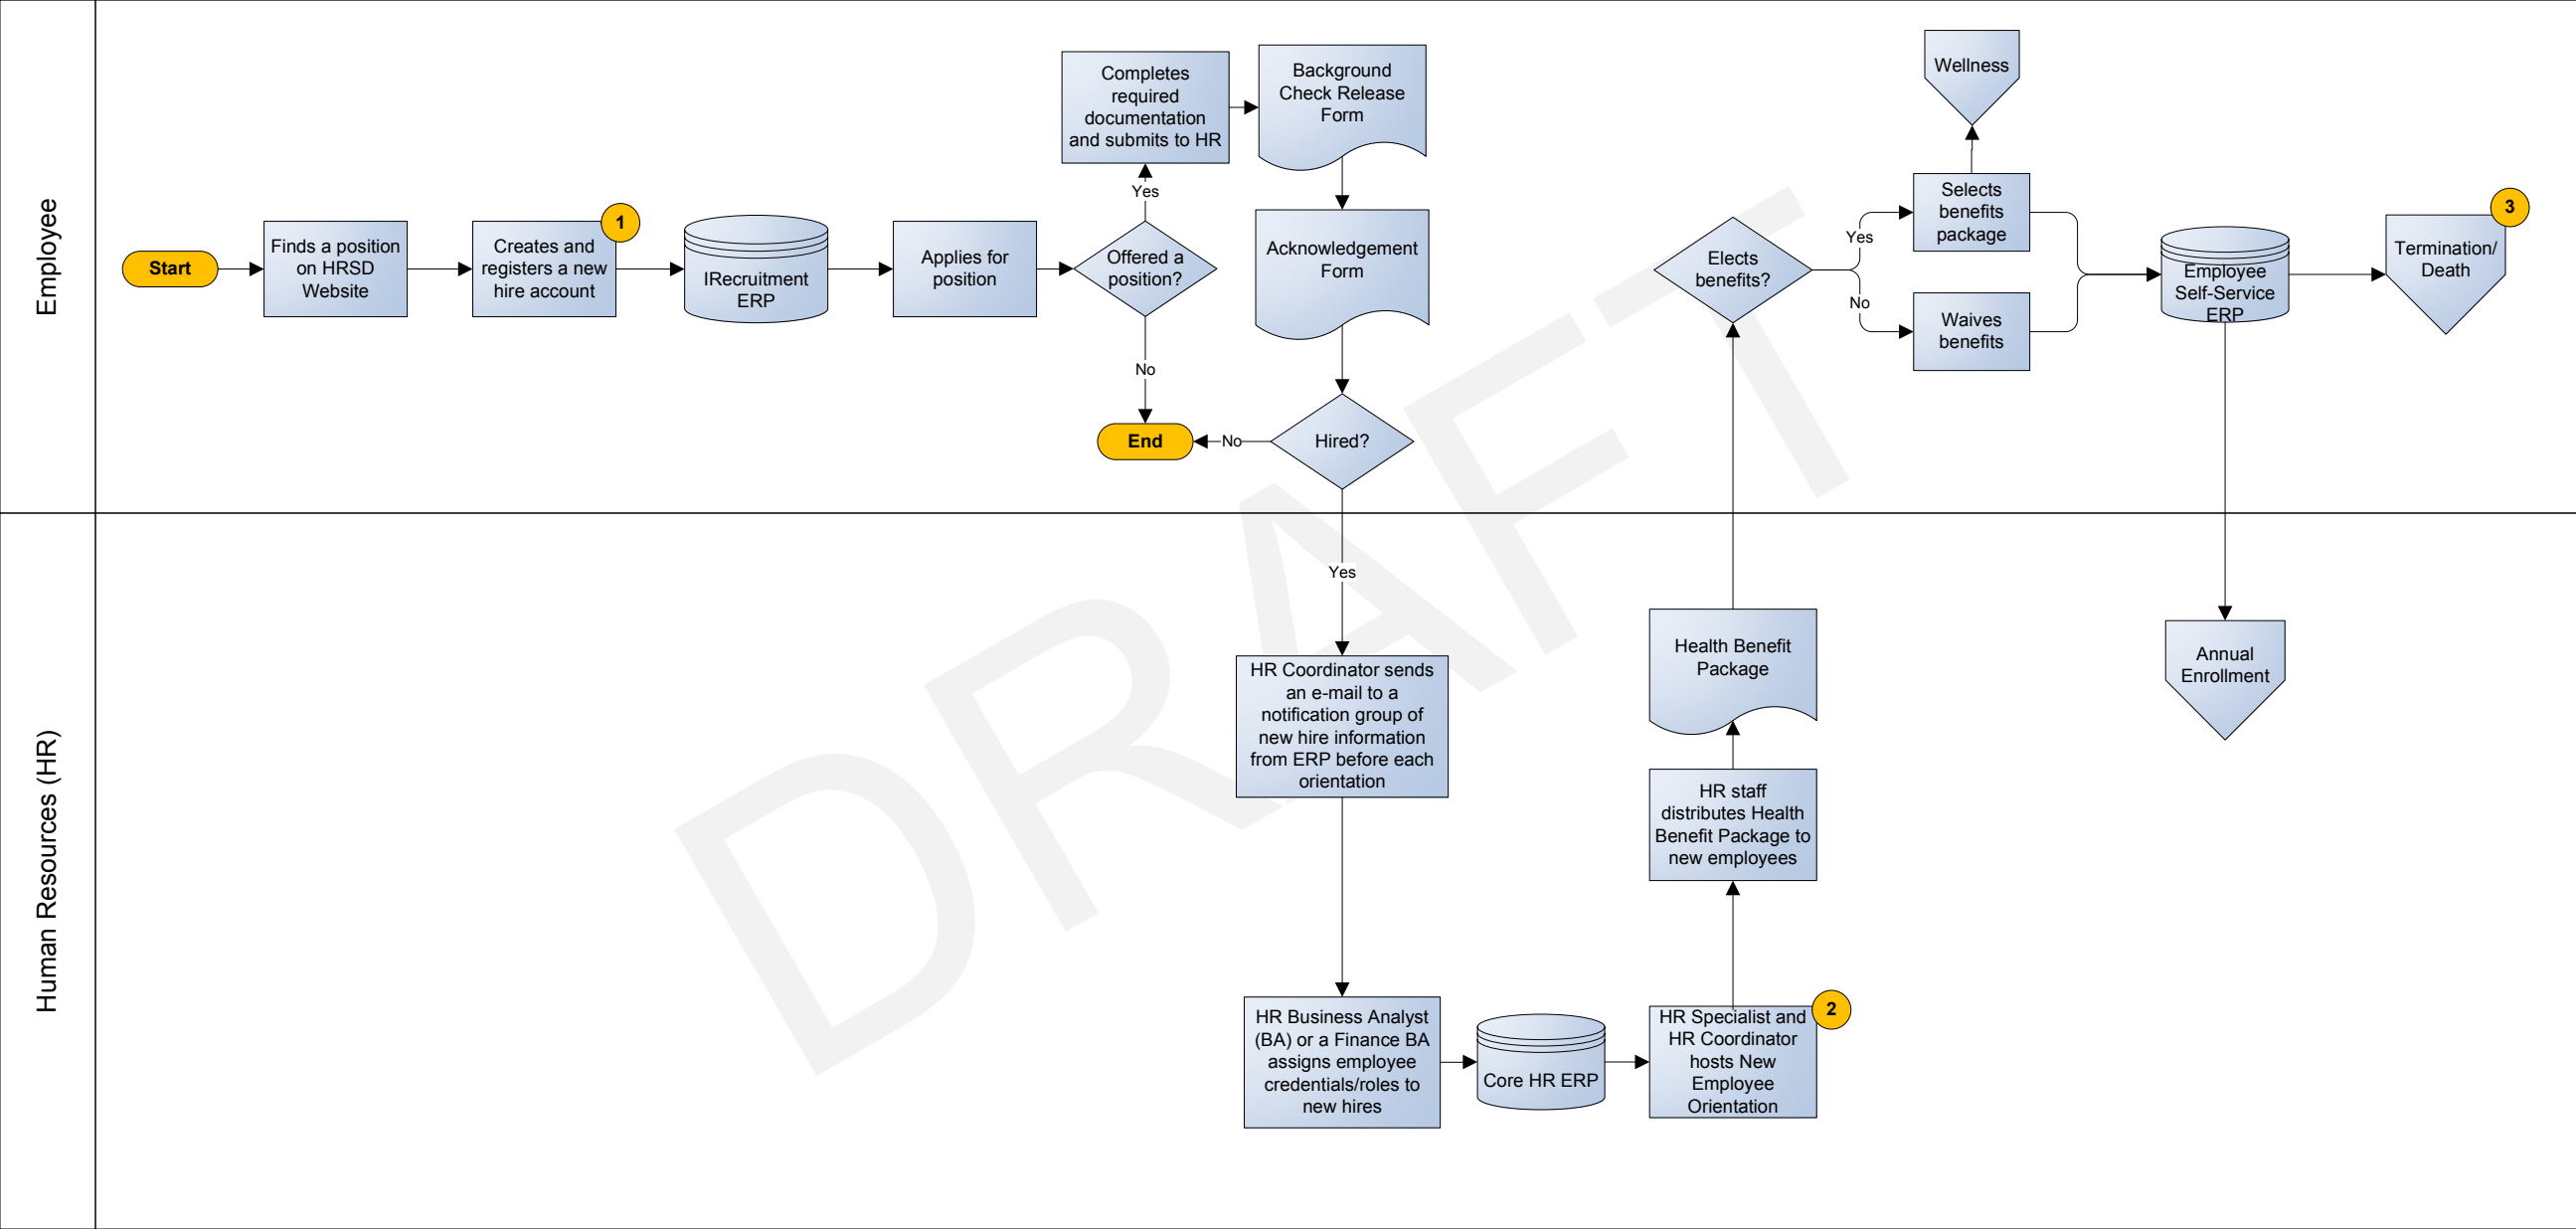 Employee
Start
Finds a position
on HRSD
Website
1
Creates and
registers a new
hire account
IRecruitment
ERP
Applies for
position
Offered a
position?
Yes
Completes
required
documentation
and submits to HR
Background
Check Release
Form
Acknowledgement
Form
No
End
No
Hired?
Yes
Human Resources (HR)
HR Coordinator sends
an e-mail to a
notification group of
new hire information
from ERP before each
orientation
HR Business Analyst
(BA) or a Finance BA
assigns employee
credentials/roles to
new hires
Core HR ERP
2
HR Specialist and
HR Coordinator
hosts New
Employee
Orientation
HR staff
distributes Health
Benefit Package to
new employees
Health Benefit
Package
Elects
benefits?
Yes
Selects
benefits
package
Wellness
No
Waives
benefits
Employee
Self-Service
ERP
3
Termination/
Death
Annual
Enrollment
DRAFT